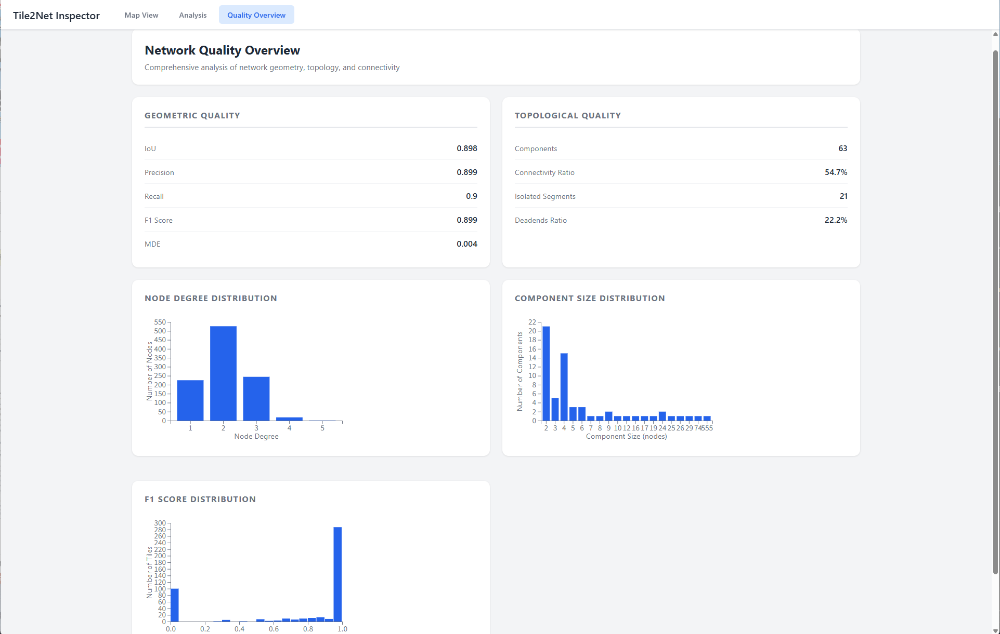 Tile2Net Inspector
Map View
Analysis
Quality Overview
Network Quality Overview
Comprehensive analysis of network geometry, topology, and connectivity
GEOMETRIC QUALITY
IoU 0.898
Precision 0.899
Recall 0.9
F1 Score 0.899
MDE 0.004
TOPOLOGICAL QUALITY
Components 63
Connectivity Ratio 54.7%
Isolated Segments 21
Deadends Ratio 22.2%
NODE DEGREE DISTRIBUTION
Number of Nodes
550
500
450
400
350
300
250
200
150
100
50
0
1 2 3 4 5
Node Degree
COMPONENT SIZE DISTRIBUTION
Number of Components
22
20
18
16
14
12
10
8
6
4
2
0
2 3 4 5 6 7 8 9 10 12 16 17 19 24 25 26 29 74 555
Component Size (nodes)
F1 SCORE DISTRIBUTION
Number of Tiles
300
280
260
240
220
200
180
160
140
120
100
80
60
40
20
0
0.0 0.2 0.4 0.6 0.8 1.0